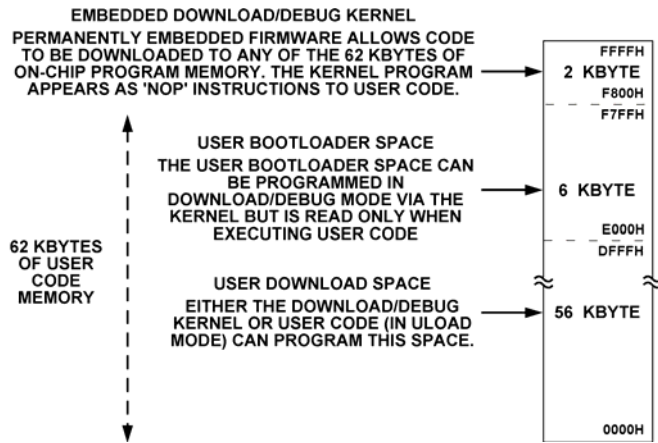 EMBEDDED DOWNLOAD/DEBUG KERNEL
PERMANENTLY EMBEDDED FIRMWARE ALLOWS CODE
TO BE DOWNLOADED TO ANY OF THE 62 KBYTES OF
ON-CHIP PROGRAM MEMORY. THE KERNEL PROGRAM
APPEARS AS 'NOP' INSTRUCTIONS TO USER CODE.
FFFFH
2 KBYTE
F800H
F7FFH
USER BOOTLOADER SPACE
THE USER BOOTLOADER SPACE CAN
BE PROGRAMMED IN
DOWNLOAD/DEBUG MODE VIA THE
KERNEL BUT IS READ ONLY WHEN
EXECUTING USER CODE
6 KBYTE
E000H
DFFFH
62 KBYTES
OF USER
CODE
MEMORY
USER DOWNLOAD SPACE
EITHER THE DOWNLOAD/DEBUG
KERNEL OR USER CODE (IN ULOAD
MODE) CAN PROGRAM THIS SPACE.
56 KBYTE
0000H